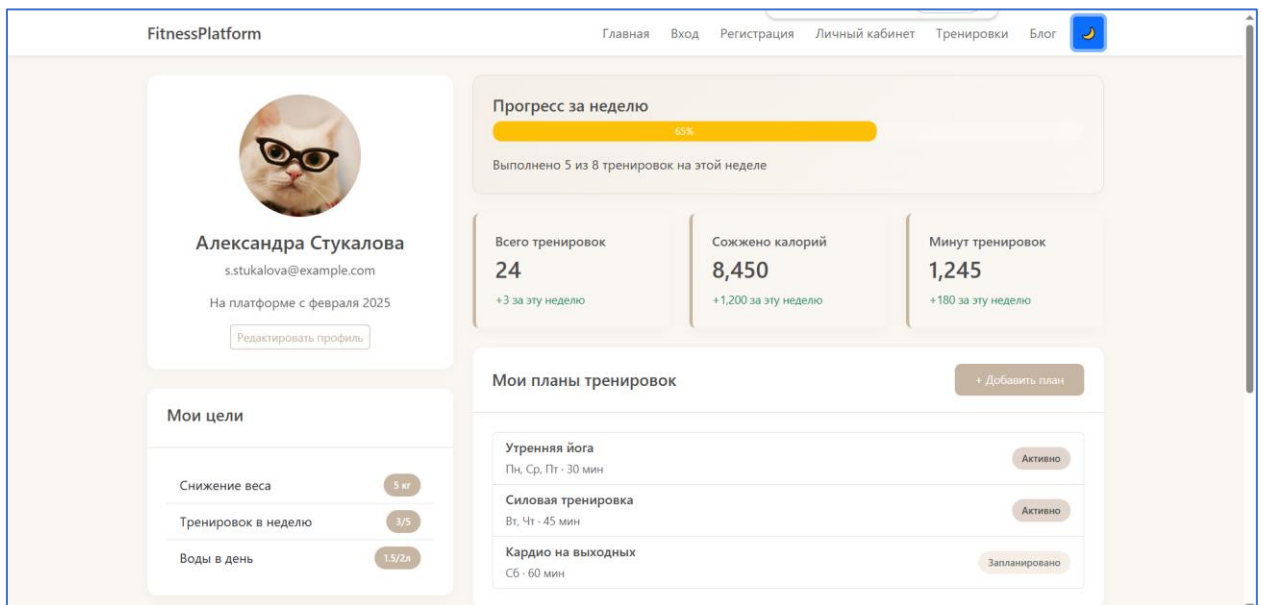 FitnessPlatform
Главная Вход Регистрация Личный кабинет Тренировки Блог
Александра Стукалова
s.stukalova@example.com
На платформе с февраля 2025
Редактировать профиль
Мои цели
Снижение веса 5 кг
Тренировок в неделю 3/5
Воды в день 1.5/2л
Прогресс за неделю
65%
Выполнено 5 из 8 тренировок на этой неделе
Всего тренировок
24
+3 за эту неделю
Сожжено калорий
8,450
+1,200 за эту неделю
Минут тренировок
1,245
+180 за эту неделю
Мои планы тренировок
+ Добавить план
Утренняя йога
Пн, Ср, Пт · 30 мин
Активно
Силовая тренировка
Вт, Чт · 45 мин
Активно
Кардио на выходных
Сб · 60 мин
Запланировано